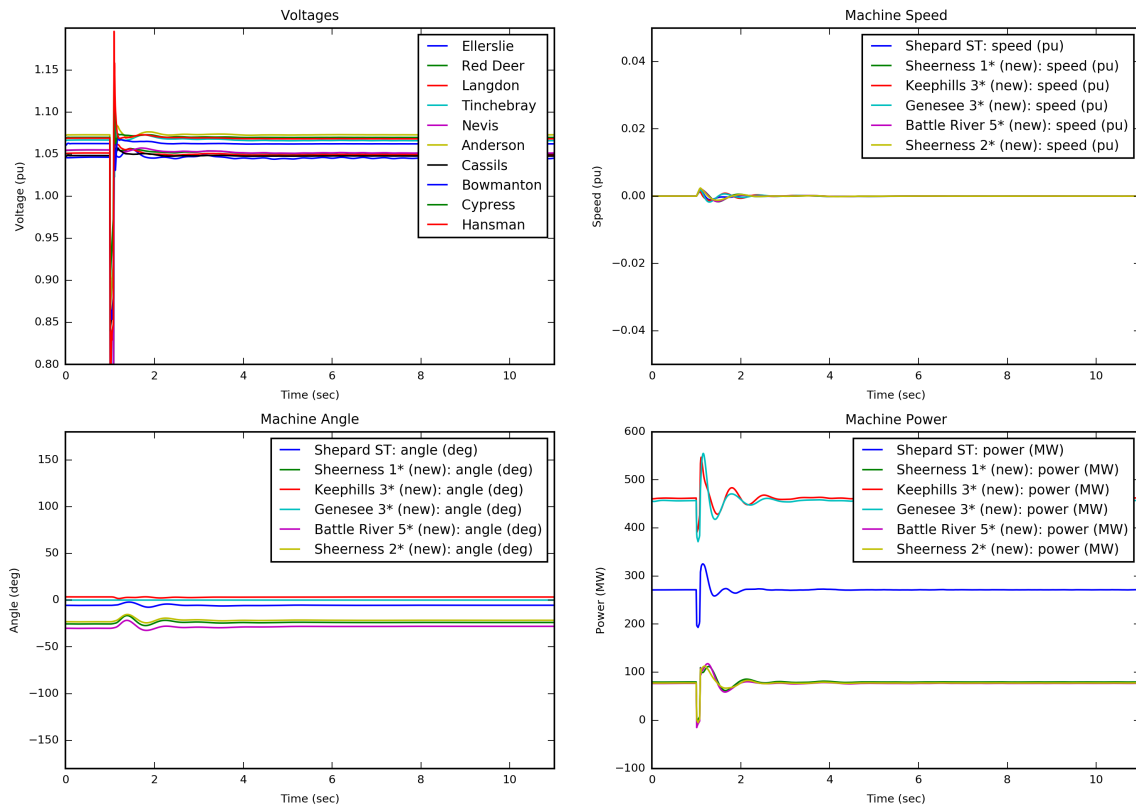 Voltages
1.15
1.10
1.05
1.00
0.95
0.90
0.85
0.80
Voltage (pu)
0 2 4 6 8 10
Time (sec)
Ellerslie
Red Deer
Langdon
Tinchebray
Nevis
Anderson
Cassils
Bowmanton
Cypress
Hansman
Machine Speed
0.04
0.02
0.00
−0.02
−0.04
Speed (pu)
0 2 4 6 8 10
Time (sec)
Shepard ST: speed (pu)
Sheerness 1* (new): speed (pu)
Keephills 3* (new): speed (pu)
Genesee 3* (new): speed (pu)
Battle River 5* (new): speed (pu)
Sheerness 2* (new): speed (pu)
Machine Angle
150
100
50
0
−50
−100
−150
Angle (deg)
0 2 4 6 8 10
Time (sec)
Shepard ST: angle (deg)
Sheerness 1* (new): angle (deg)
Keephills 3* (new): angle (deg)
Genesee 3* (new): angle (deg)
Battle River 5* (new): angle (deg)
Sheerness 2* (new): angle (deg)
Machine Power
600
500
400
300
200
100
0
−100
Power (MW)
0 2 4 6 8 10
Time (sec)
Shepard ST: power (MW)
Sheerness 1* (new): power (MW)
Keephills 3* (new): power (MW)
Genesee 3* (new): power (MW)
Battle River 5* (new): power (MW)
Sheerness 2* (new): power (MW)